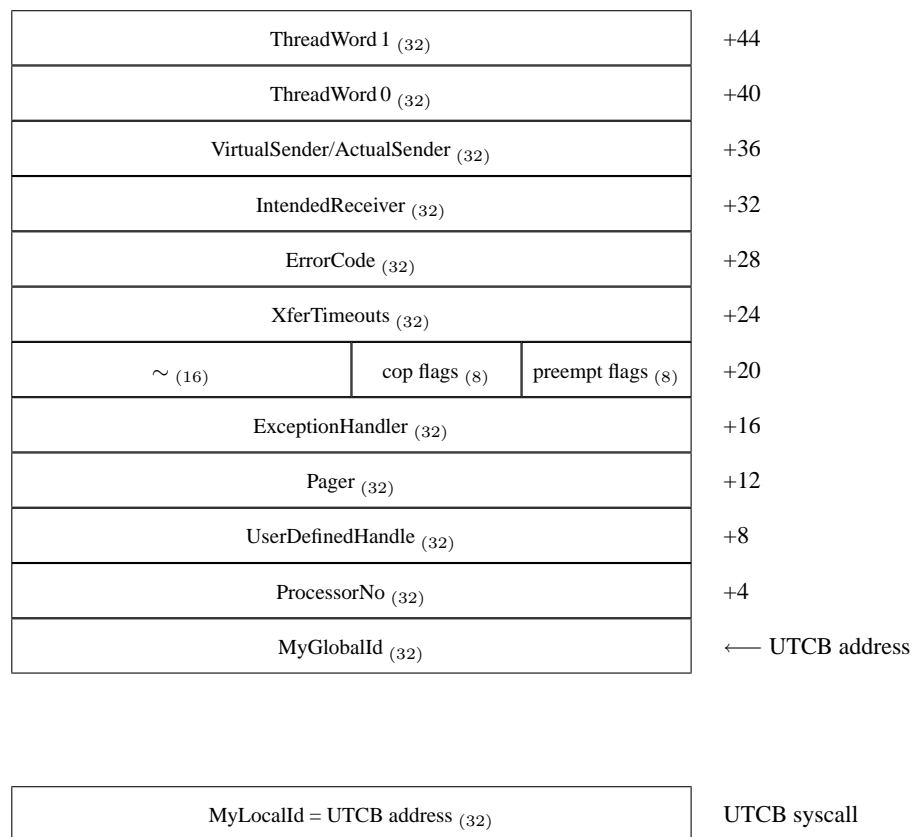 ThreadWord 1 (32) +44
ThreadWord 0 (32) +40
VirtualSender/ActualSender (32) +36
IntendedReceiver (32) +32
ErrorCode (32) +28
XferTimeouts (32) +24
∼ (16) cop flags (8) preempt flags (8) +20
ExceptionHandler (32) +16
Pager (32) +12
UserDefinedHandle (32) +8
ProcessorNo (32) +4
MyGlobalId (32) ← UTCB address
MyLocalId = UTCB address (32) UTCB syscall